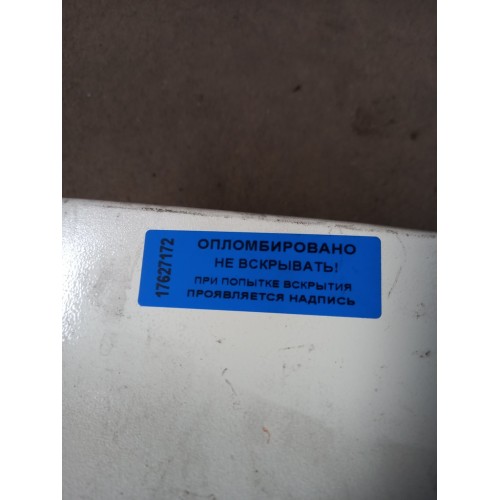 17627172
ОПЛОМБИРОВАНО
НЕ ВСКРЫВАТЬ!
ПРИ ПОПЫТКЕ ВСКРЫТИЯ
ПРОЯВЛЯЕТСЯ НАДПИСЬ